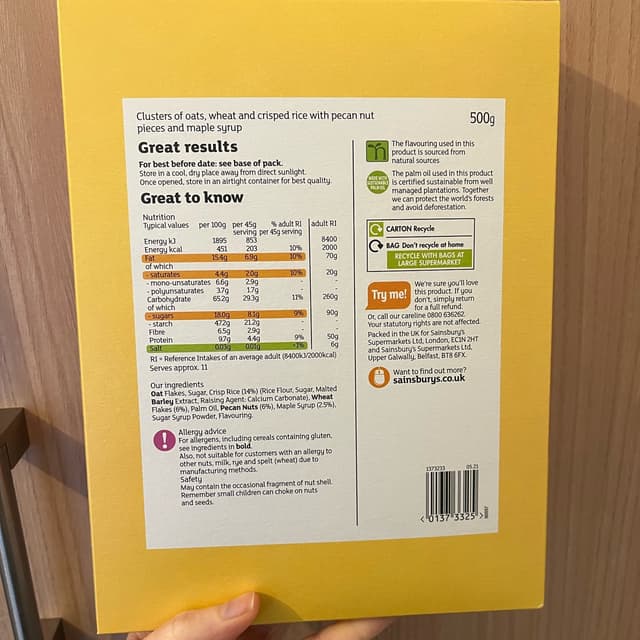 Clusters of oats, wheat and crisped rice with pecan nut
pieces and maple syrup
500g
Great results
For best before date: see base of pack.
Store in a cool, dry place away from direct sunlight.
Once opened, store in an airtight container for best quality.
Great to know
Nutrition
Typical values per 100g per 45g serving % adult RI per 45g serving adult RI
Energy kJ 1895 853 8400
Energy kcal 451 203 10% 2000
Fat 15.4g 6.9g 10% 70g
of which
- saturates 4.4g 2.0g 10% 20g
- mono-unsaturates 6.6g 2.9g - -
- polyunsaturates 3.7g 1.7g - -
Carbohydrate 65.2g 29.3g 11% 260g
of which
- sugars 18.0g 8.1g 9% 90g
- starch 47.2g 21.2g - -
Fibre 6.5g 2.9g - -
Protein 9.7g 4.4g 9% 50g
Salt 0.03g 0.01g <1% 6g
RI = Reference Intakes of an average adult (8400kJ/2000kcal)
Serves approx. 11
Our ingredients
Oat Flakes, Sugar, Crisp Rice (14%) (Rice Flour, Sugar, Malted
Barley Extract, Raising Agent: Calcium Carbonate), Wheat
Flakes (6%), Palm Oil, Pecan Nuts (6%), Maple Syrup (2.5%),
Sugar Syrup Powder, Flavouring.
! Allergy advice
For allergens, including cereals containing gluten,
see ingredients in bold.
Also, not suitable for customers with an allergy to
other nuts, milk, rye and spelt (wheat) due to
manufacturing methods.
Safety
May contain the occasional fragment of nut shell.
Remember small children can choke on nuts
and seeds.
n
The flavouring used in this
product is sourced from
natural sources
MADE WITH
SUSTAINABLE
PALM OIL
The palm oil used in this product
is certified sustainable from well
managed plantations. Together
we can protect the world's forests
and avoid deforestation.
CARTON Recycle
BAG Don't recycle at home
RECYCLE WITH BAGS AT
LARGE SUPERMARKET
Try me!
We're sure you'll like
this product. If you
don't, simply return
for a full refund.
Or, call our careline 0800 636262.
Your statutory rights are not affected.
Packed in the UK for Sainsbury's
Supermarkets Ltd, London, EC1N 2HT
and Sainsbury's Supermarkets Ltd,
Upper Galwally, Belfast, BT8 6FX.
Want to find out more?
sainsburys.co.uk
1373233 05.21
<0137 3325>